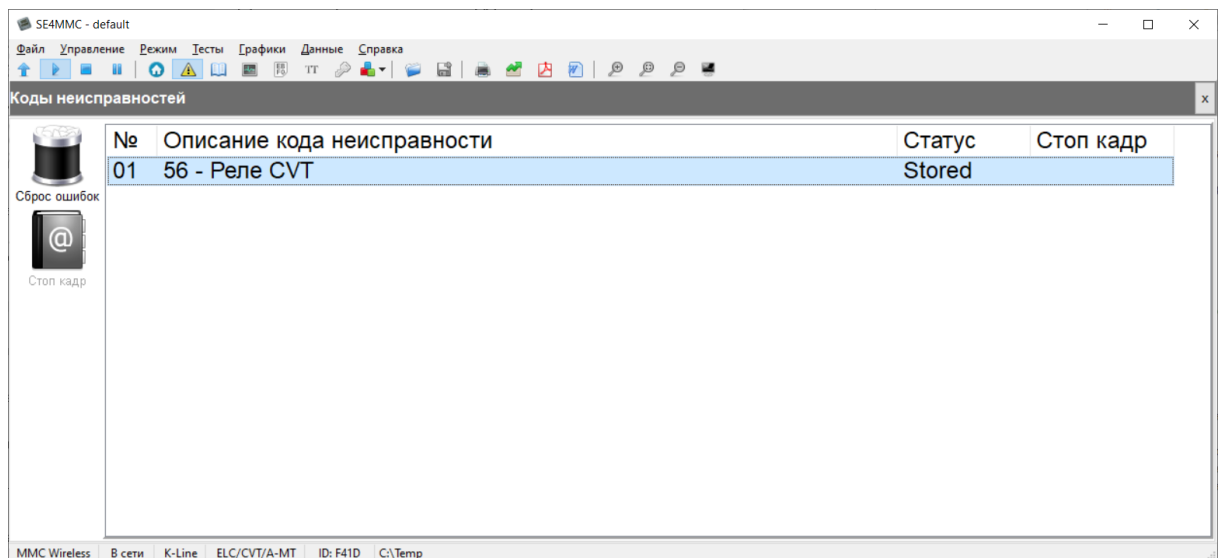 SE4MMC - default
Файл Управление Режим Тесты Графики Данные Справка
Коды неисправностей
x
№ Описание кода неисправности Статус Стоп кадр
01 56 - Реле CVT Stored
Сброс ошибок
@
Стоп кадр
MMC Wireless В сети K-Line ELC/CVT/A-MT ID: F41D C:\Temp